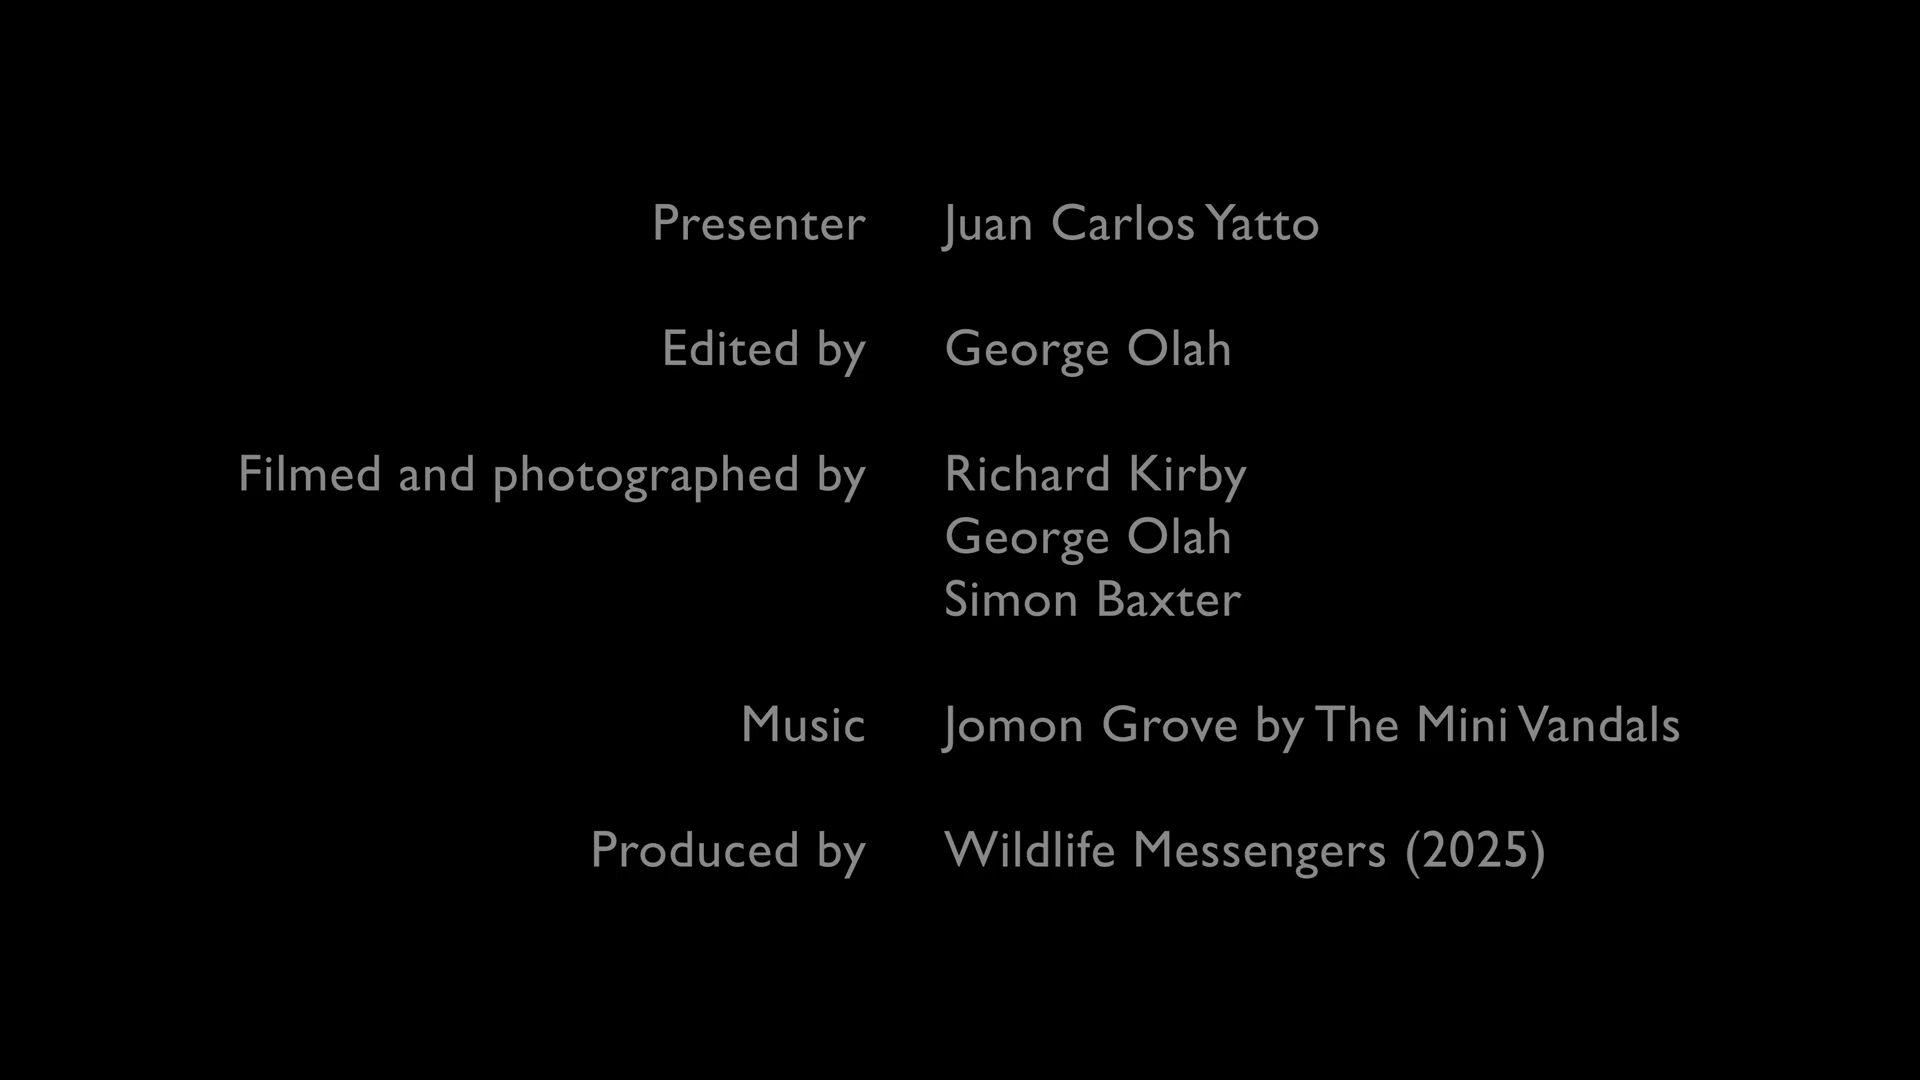 Presenter Juan Carlos Yatto
Edited by George Olah
Filmed and photographed by Richard Kirby
George Olah
Simon Baxter
Music Jomon Grove by The Mini Vandals
Produced by Wildlife Messengers (2025)